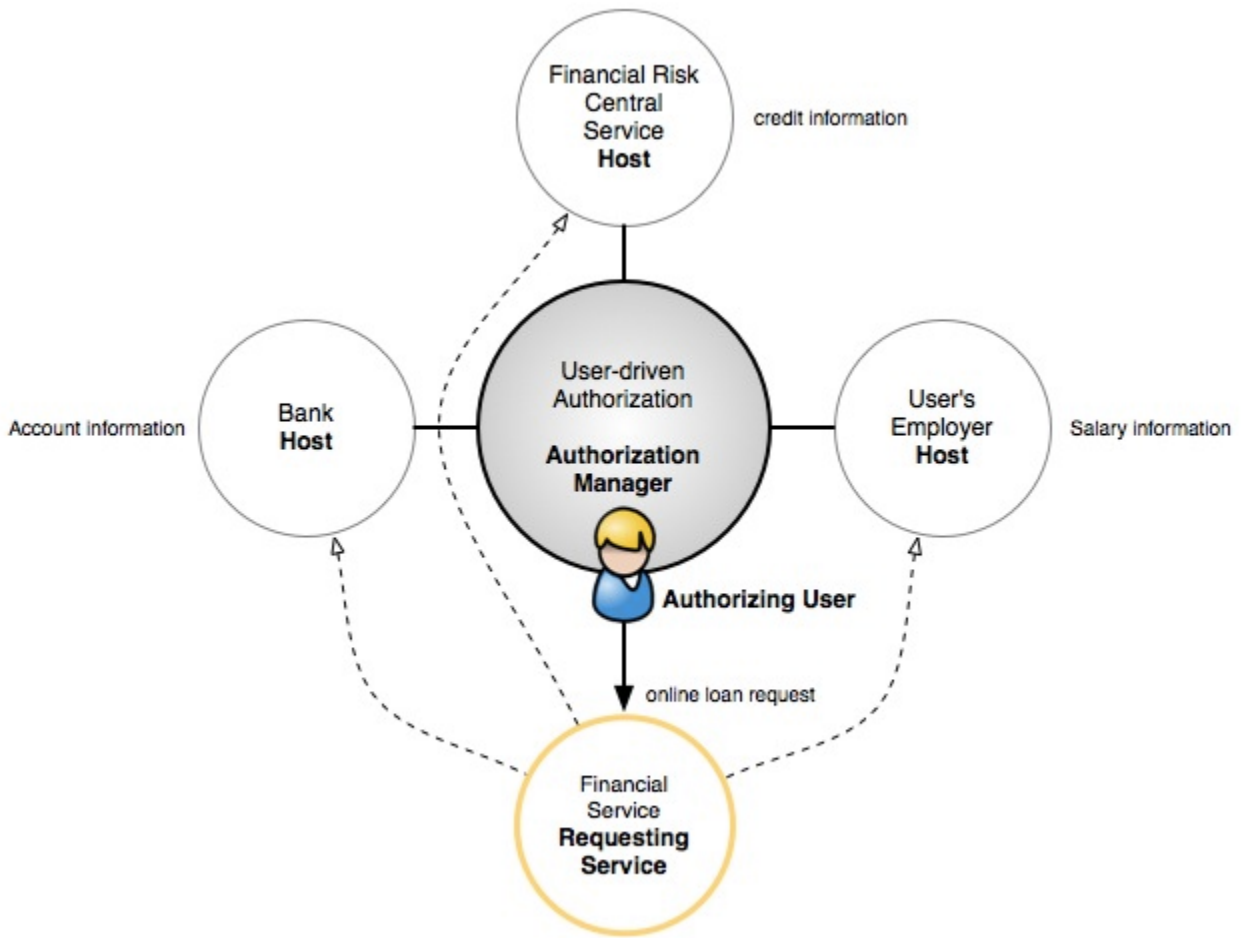 Financial Risk
Central
Service
Host
credit information
User-driven
Authorization
Authorization
Manager
Bank
Host
Account information
User's
Employer
Host
Salary information
Authorizing User
online loan request
Financial
Service
Requesting
Service